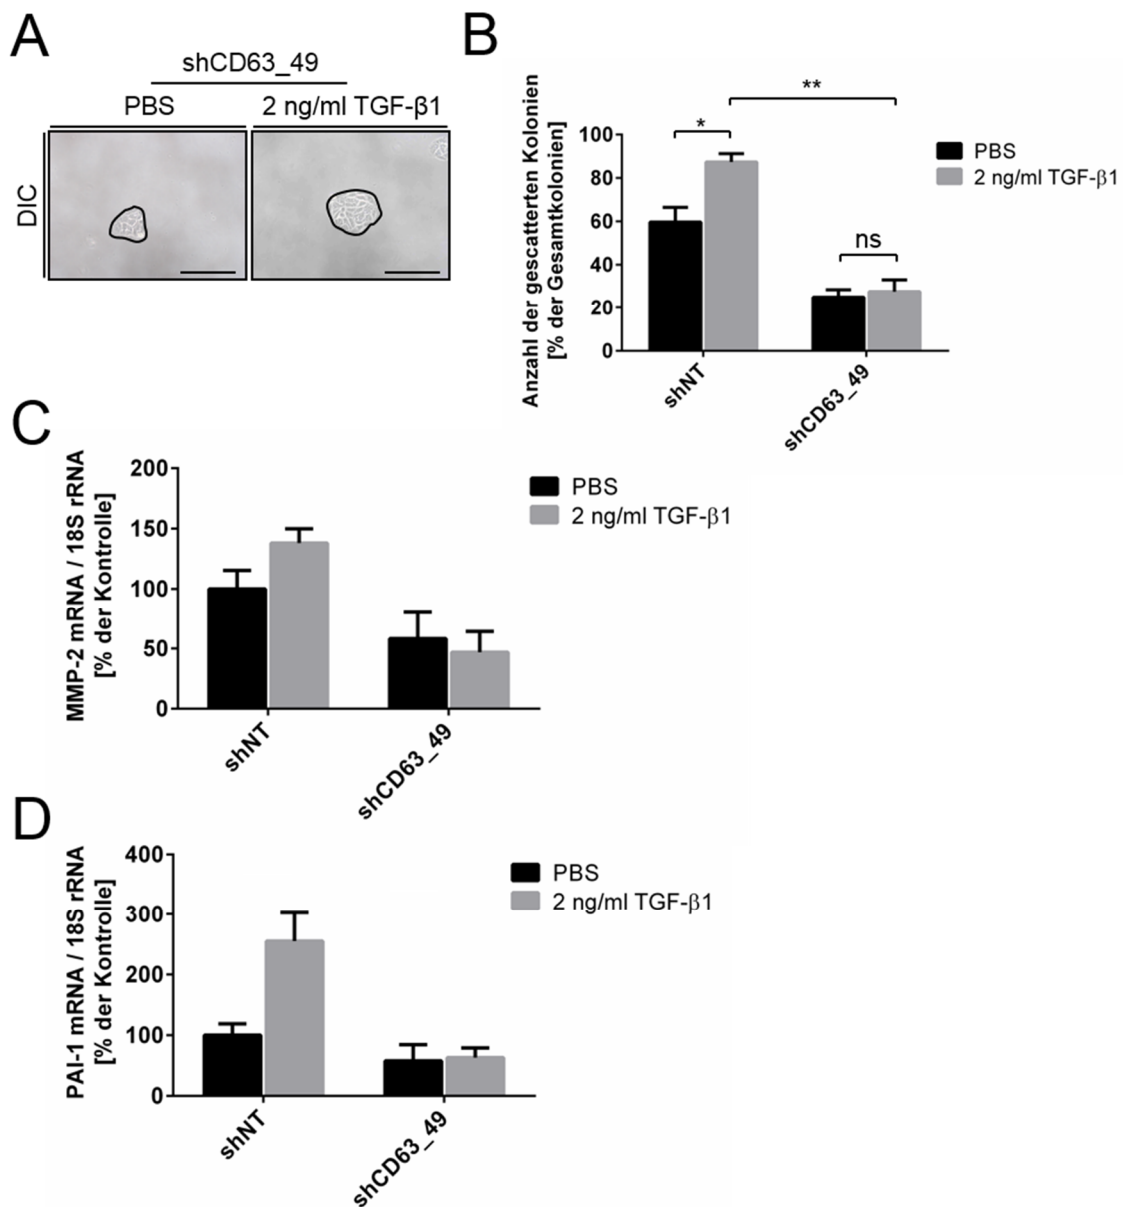 A
shCD63_49
PBS
2 ng/ml TGF-β1
DIC
B
Anzahl der gescatterten Kolonien
[% der Gesamtkolonien]
100
80
60
40
20
0
*
**
ns
shNT
shCD63_49
PBS
2 ng/ml TGF-β1
C
MMP-2 mRNA / 18S rRNA
[% der Kontrolle]
200
150
100
50
0
shNT
shCD63_49
PBS
2 ng/ml TGF-β1
D
PAI-1 mRNA / 18S rRNA
[% der Kontrolle]
400
300
200
100
0
shNT
shCD63_49
PBS
2 ng/ml TGF-β1